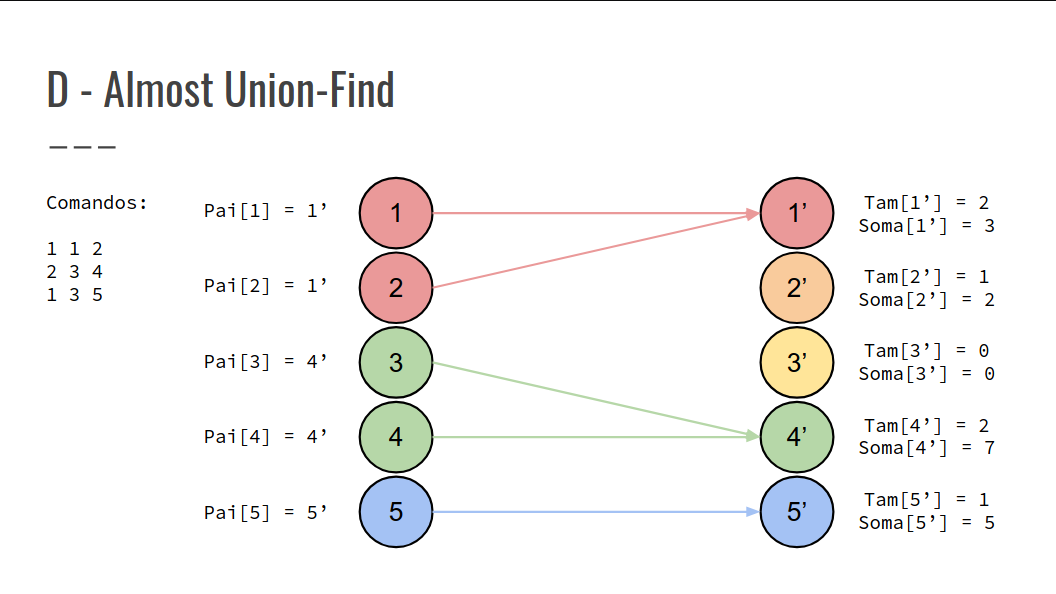 D - Almost Union-Find
Comandos:
1 1 2
2 3 4
1 3 5
Pai[1] = 1’
1
1’
Tam[1’] = 2
Soma[1’] = 3
Pai[2] = 1’
2
2’
Tam[2’] = 1
Soma[2’] = 2
Pai[3] = 4’
3
3’
Tam[3’] = 0
Soma[3’] = 0
Pai[4] = 4’
4
4’
Tam[4’] = 2
Soma[4’] = 7
Pai[5] = 5’
5
5’
Tam[5’] = 1
Soma[5’] = 5